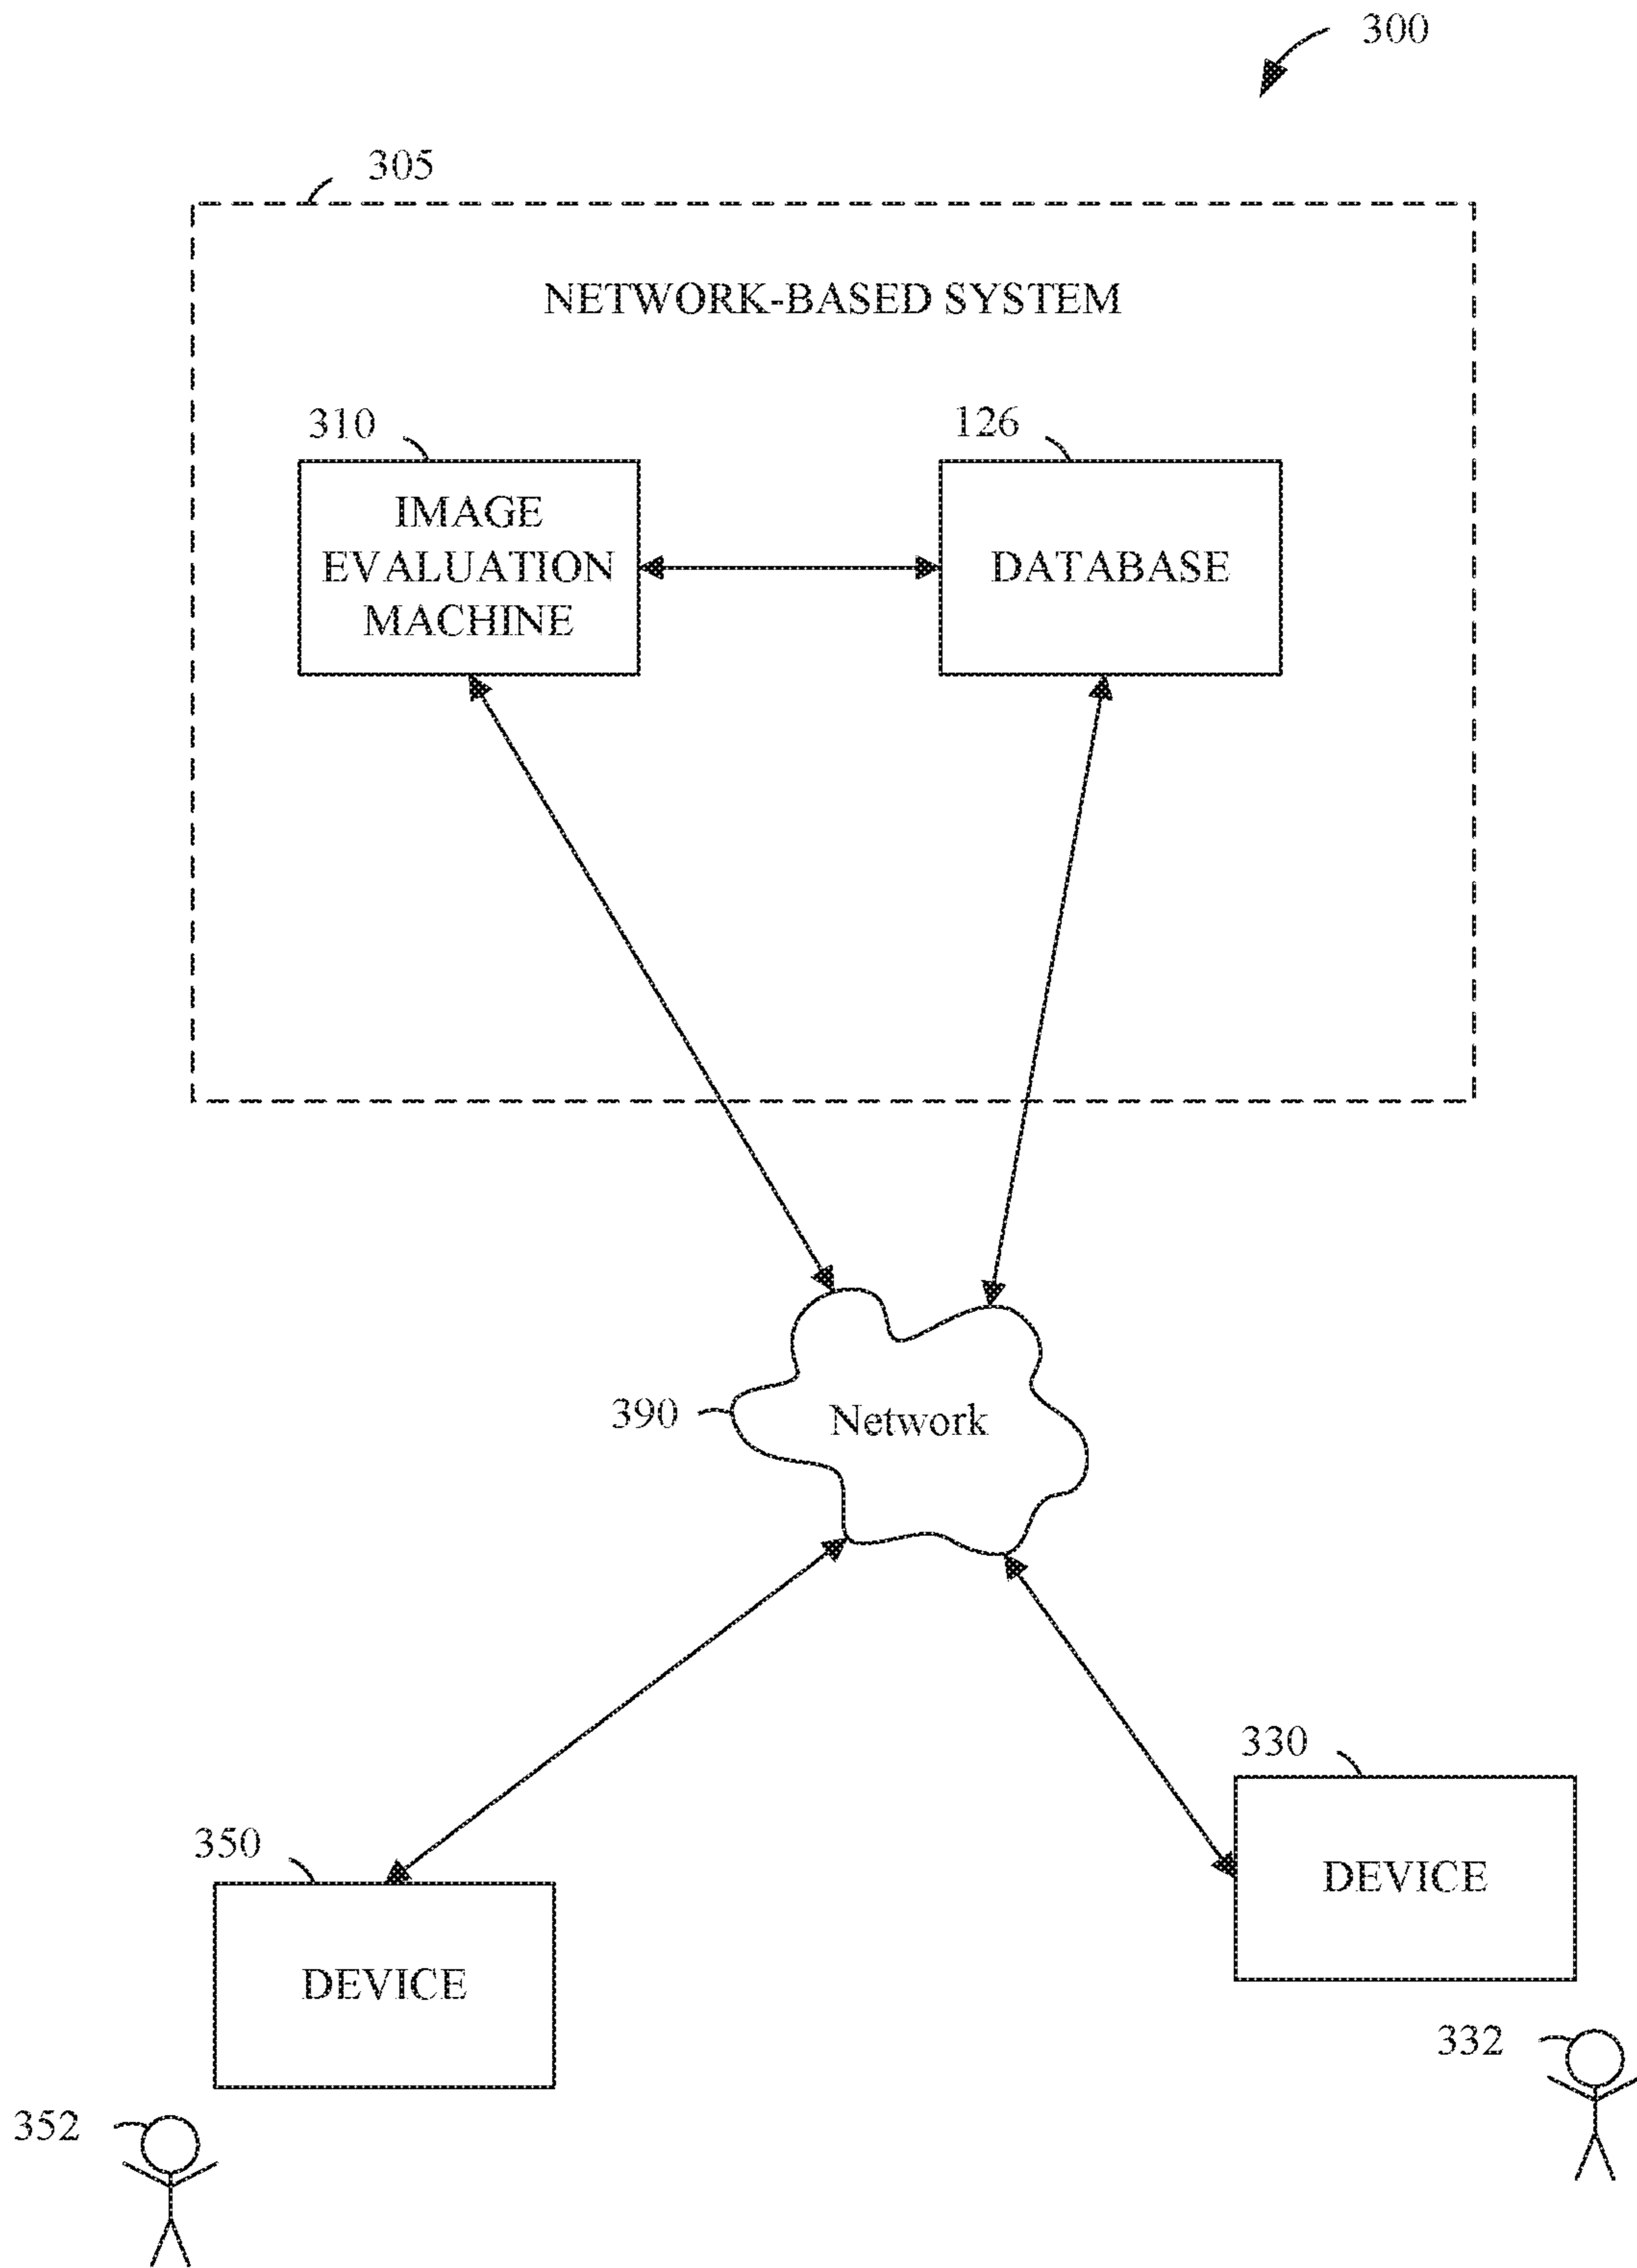 300
305
NETWORK-BASED SYSTEM
310
126
IMAGE
EVALUATION
MACHINE
DATABASE
390
Network
330
350
DEVICE
DEVICE
332
352